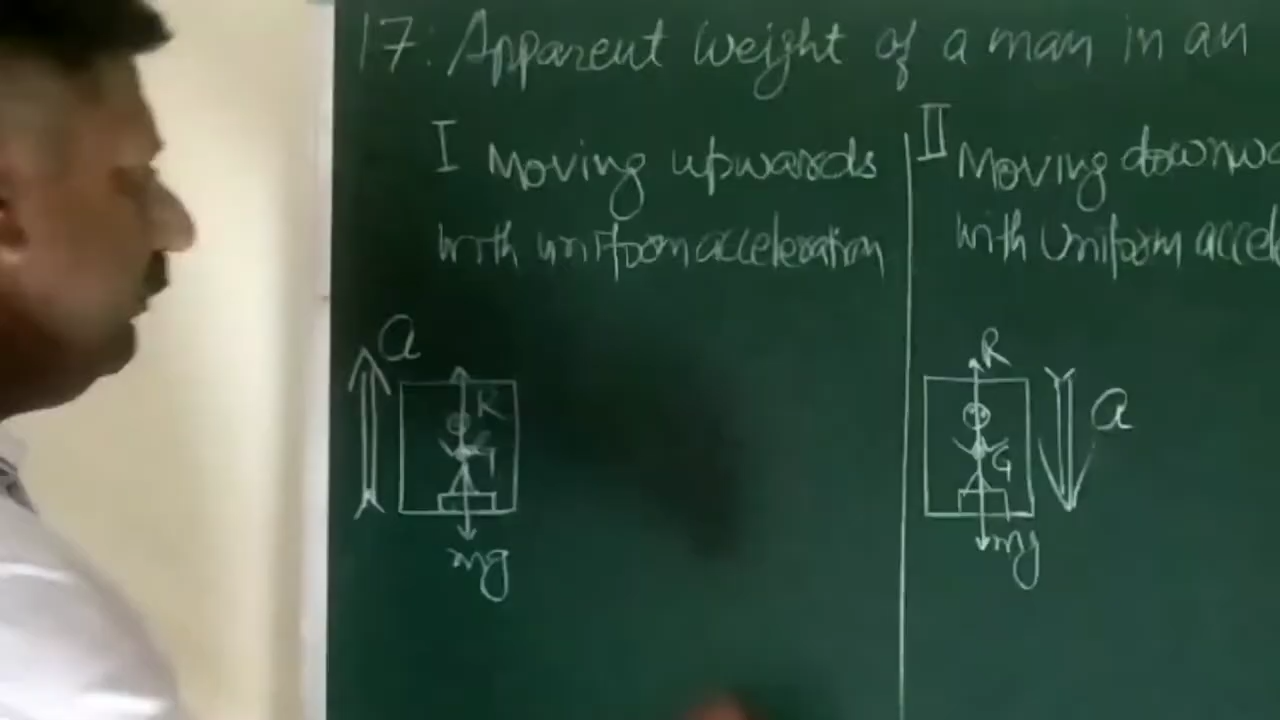 17. Apparent weight of a man in an
I Moving upwards
with uniform acceleration
II Moving downwa
with Uniform accel
a
R
G
mg
R
G
a
mg